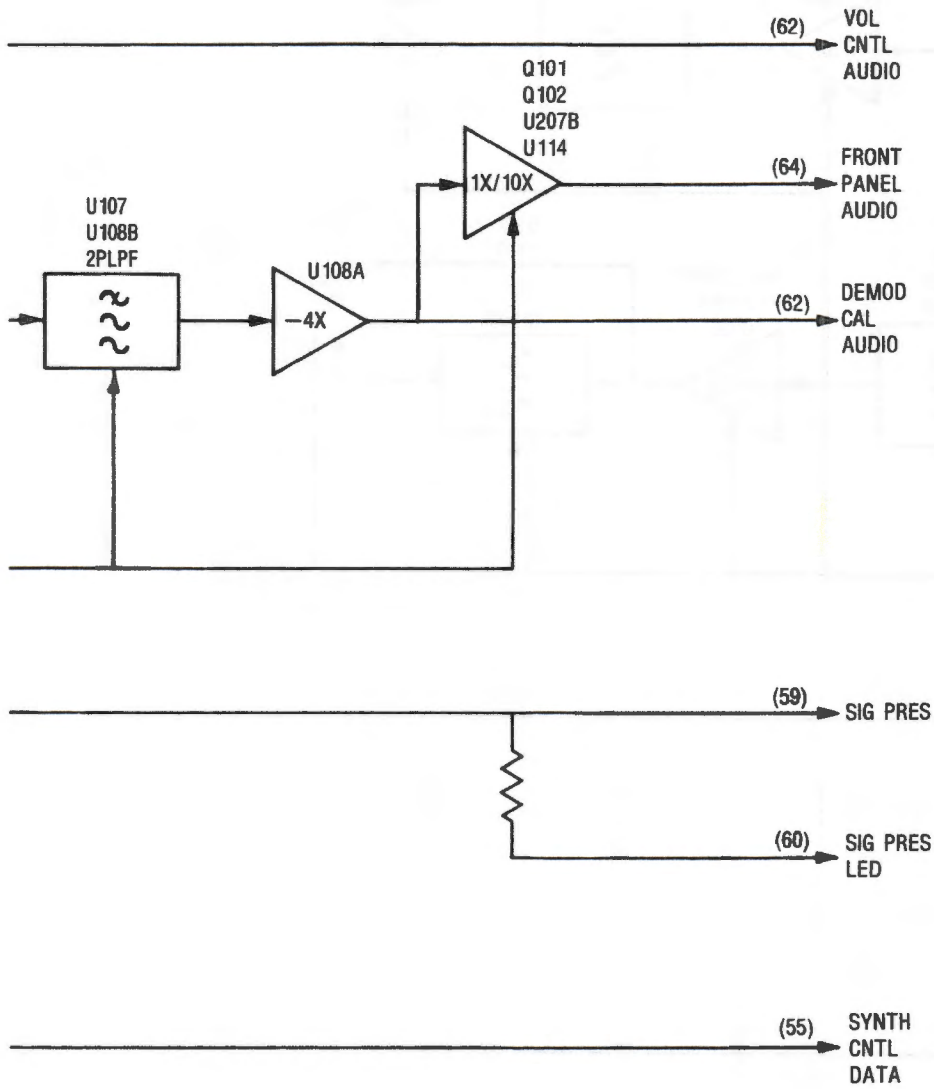 (62)
VOL
CNTL
AUDIO
Q101
Q102
U207B
U114
1X/10X
(64)
FRONT
PANEL
AUDIO
U107
U108B
2PLPF
U108A
−4X
(62)
DEMOD
CAL
AUDIO
(59)
SIG PRES
(60)
SIG PRES
LED
(55)
SYNTH
CNTL
DATA